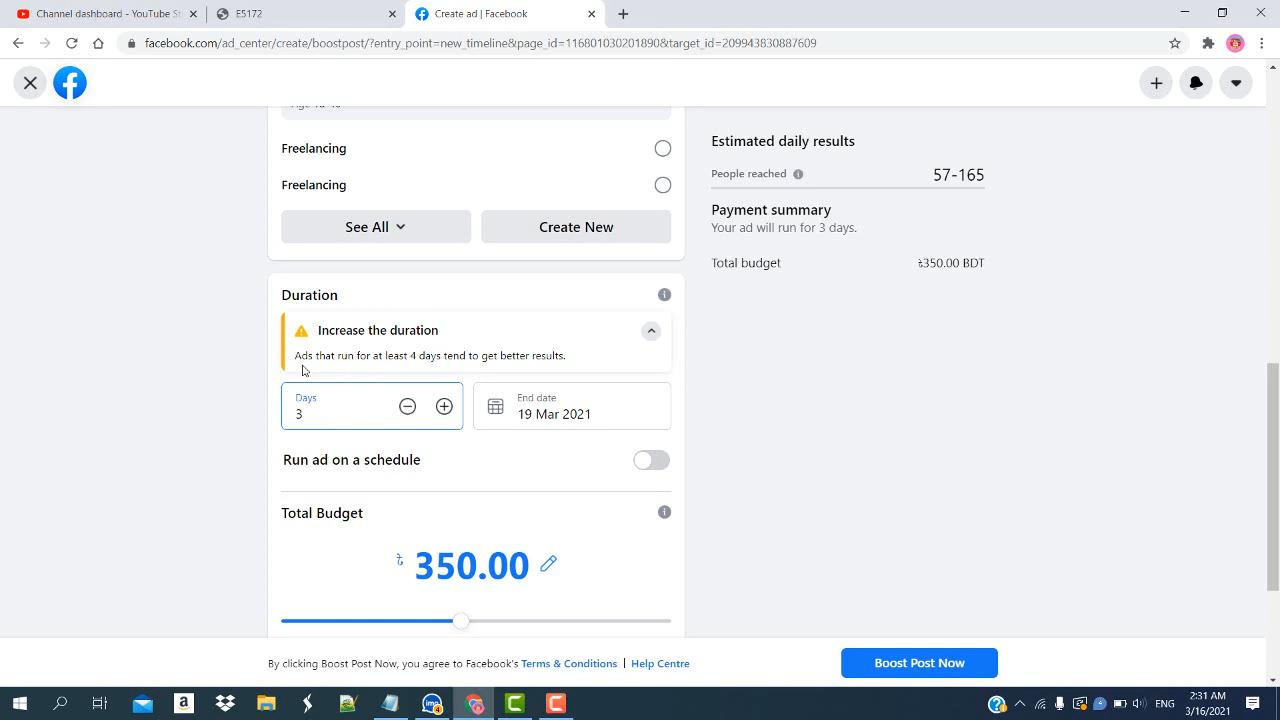 Channel dashboard - YouTube St
E5172
Create ad | Facebook
facebook.com/ad_center/create/boostpost/?entry_point=new_timeline&page_id=116801030201890&target_id=209943830887609
Freelancing
Freelancing
See All
Create New
Estimated daily results
People reached
57-165
Payment summary
Your ad will run for 3 days.
Total budget
৳350.00 BDT
Duration
Increase the duration
Ads that run for at least 4 days tend to get better results.
Days
3
End date
19 Mar 2021
Run ad on a schedule
Total Budget
৳ 350.00
By clicking Boost Post Now, you agree to Facebook's Terms & Conditions | Help Centre
Boost Post Now
2:31 AM
3/16/2021